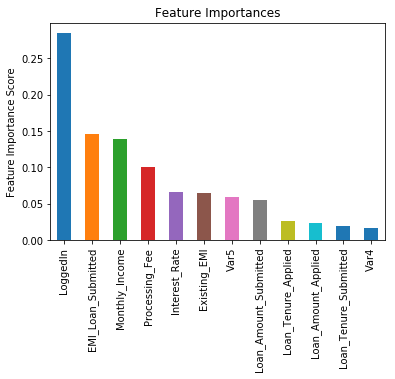 Feature Importances
Feature Importance Score
0.25
0.20
0.15
0.10
0.05
0.00
LoggedIn
EMI_Loan_Submitted
Monthly_Income
Processing_Fee
Interest_Rate
Existing_EMI
Var5
Loan_Amount_Submitted
Loan_Tenure_Applied
Loan_Amount_Applied
Loan_Tenure_Submitted
Var4